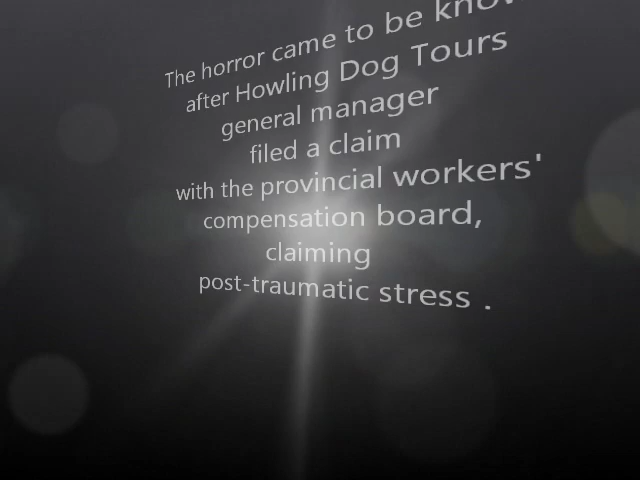 The horror came to be
after Howling Dog Tours
general manager
filed a claim
with the provincial workers'
compensation board,
claiming
post-traumatic stress .